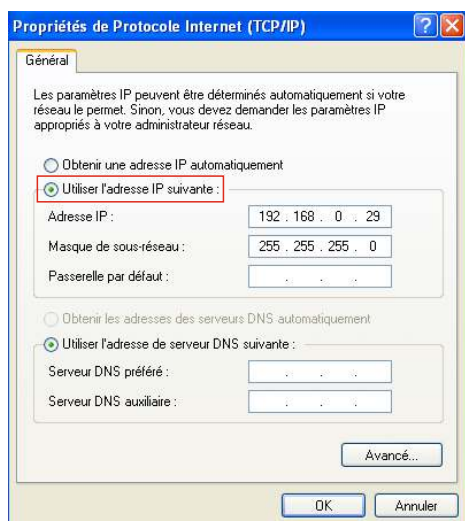 Propriétés de Protocole Internet (TCP/IP)
Général
Les paramètres IP peuvent être déterminés automatiquement si votre
réseau le permet. Sinon, vous devez demander les paramètres IP
appropriés à votre administrateur réseau.
Obtenir une adresse IP automatiquement
Utiliser l'adresse IP suivante :
Adresse IP : 192 . 168 . 0 . 29
Masque de sous-réseau : 255 . 255 . 255 . 0
Passerelle par défaut : . . .
Obtenir les adresses des serveurs DNS automatiquement
Utiliser l'adresse de serveur DNS suivante :
Serveur DNS préféré : . . .
Serveur DNS auxiliaire : . . .
Avancé...
OK Annuler